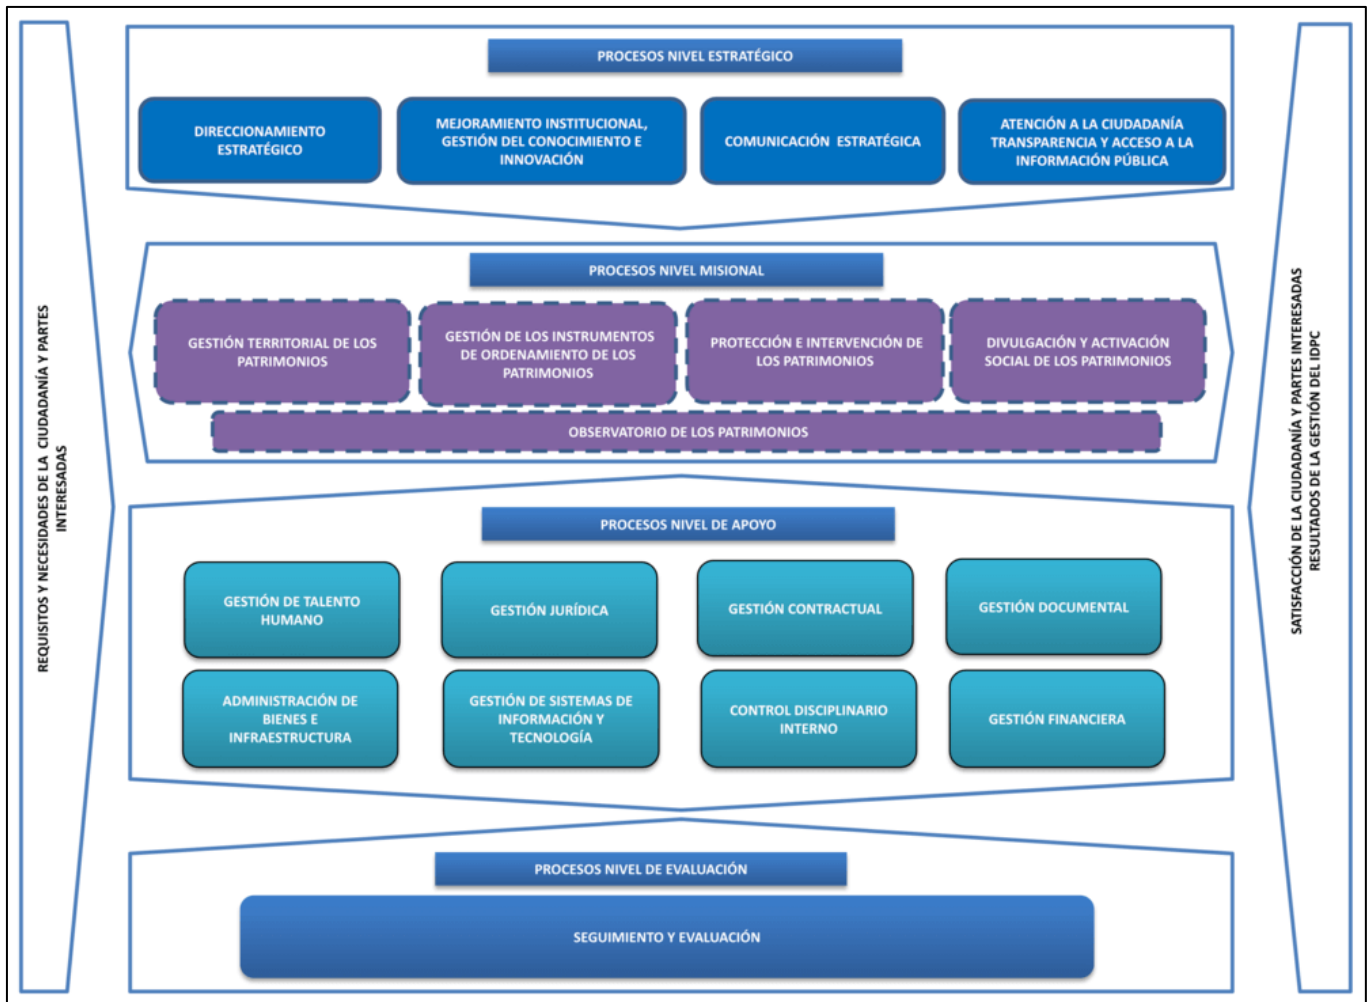 REQUISITOS Y NECESIDADES DE LA CIUDADANÍA Y PARTES
INTERESADAS
PROCESOS NIVEL ESTRATÉGICO
DIRECCIONAMIENTO
ESTRATÉGICO
MEJORAMIENTO INSTITUCIONAL,
GESTIÓN DEL CONOCIMIENTO E
INNOVACIÓN
COMUNICACIÓN ESTRATÉGICA
ATENCIÓN A LA CIUDADANÍA
TRANSPARENCIA Y ACCESO A LA
INFORMACIÓN PÚBLICA
PROCESOS NIVEL MISIONAL
GESTIÓN TERRITORIAL DE LOS
PATRIMONIOS
GESTIÓN DE LOS INSTRUMENTOS
DE ORDENAMIENTO DE LOS
PATRIMONIOS
PROTECCIÓN E INTERVENCIÓN DE
LOS PATRIMONIOS
DIVULGACIÓN Y ACTIVACIÓN
SOCIAL DE LOS PATRIMONIOS
OBSERVATORIO DE LOS PATRIMONIOS
PROCESOS NIVEL DE APOYO
GESTIÓN DE TALENTO
HUMANO
GESTIÓN JURÍDICA
GESTIÓN CONTRACTUAL
GESTIÓN DOCUMENTAL
ADMINISTRACIÓN DE
BIENES E
INFRAESTRUCTURA
GESTIÓN DE SISTEMAS DE
INFORMACIÓN Y
TECNOLOGÍA
CONTROL DISCIPLINARIO
INTERNO
GESTIÓN FINANCIERA
PROCESOS NIVEL DE EVALUACIÓN
SEGUIMIENTO Y EVALUACIÓN
SATISFACCIÓN DE LA CIUDADANÍA Y PARTES INTERESADAS
RESULTADOS DE LA GESTIÓN DEL IDPC